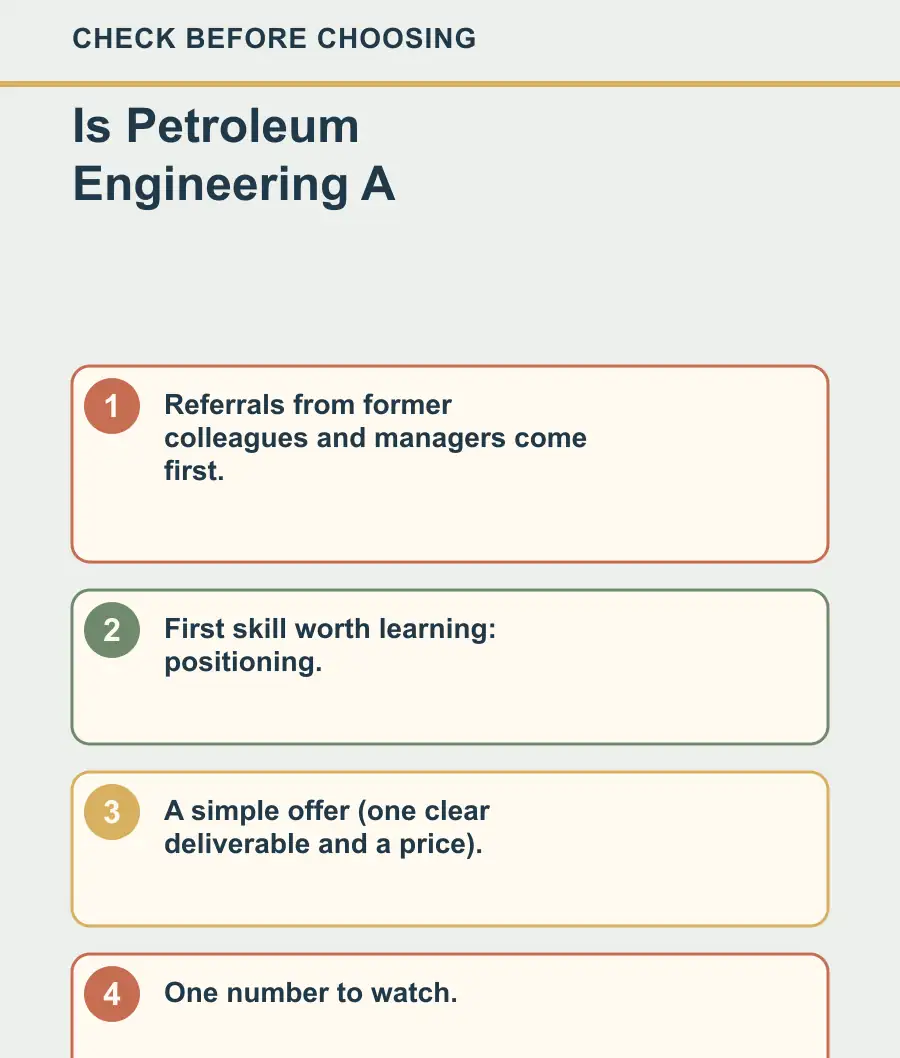 CHECK BEFORE CHOOSING
Is Petroleum
Engineering A
1
Referrals from former
colleagues and managers come
first.
2
First skill worth learning:
positioning.
3
A simple offer (one clear
deliverable and a price).
4
One number to watch.